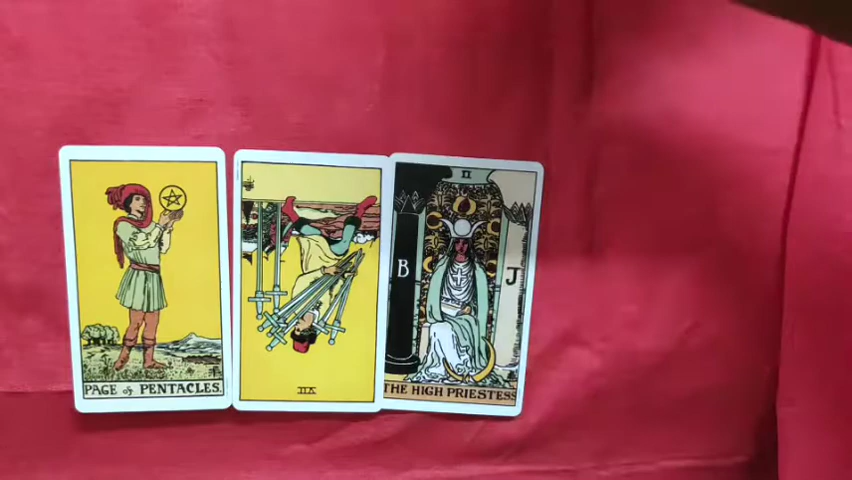 PAGE of PENTACLES.
VII
II
B
J
THE HIGH PRIESTESS